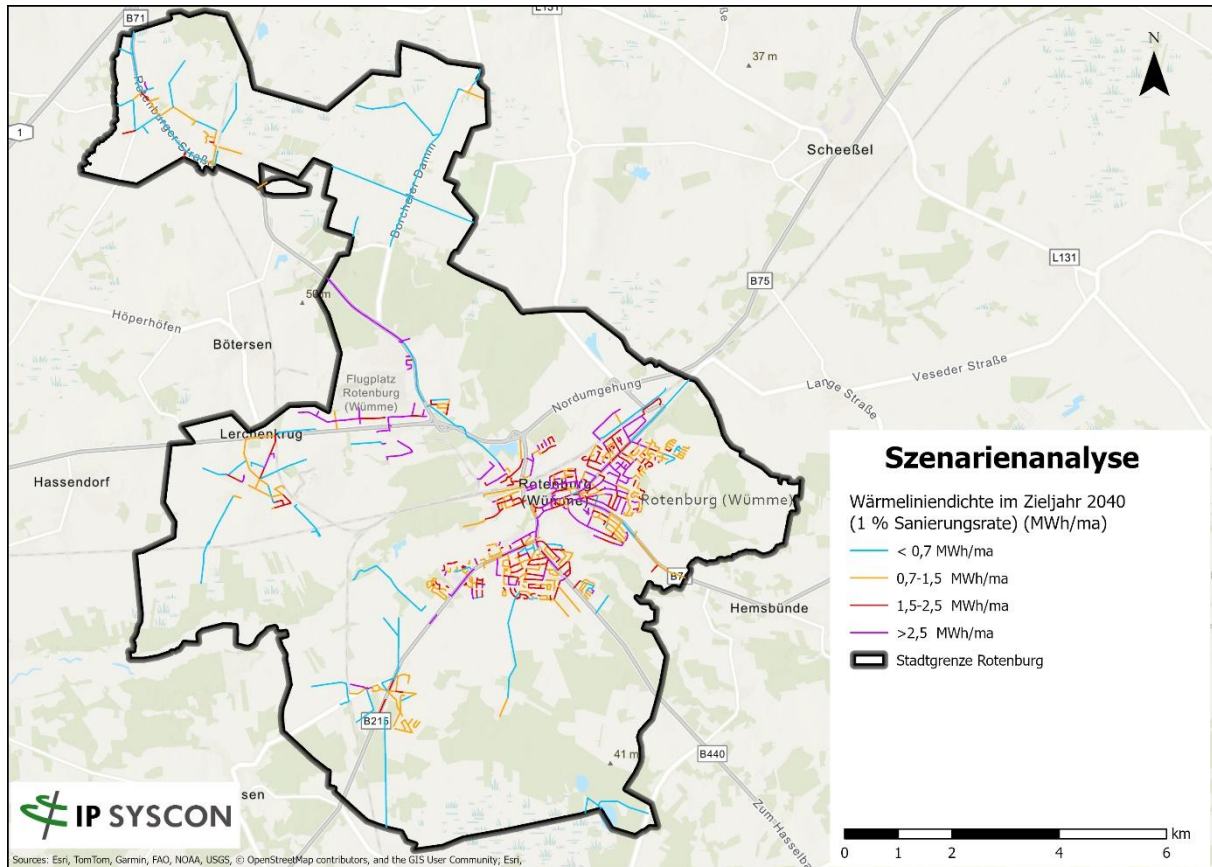 B71
L131
N
37 m
Rotenburger Straß
1
Scheeßel
Borcheler Damm
L131
B75
50 m
Höperhöfen
Bötersen
Veseder Straße
Lange Straße
Flugplatz
Rotenburg
(Wümme)
Nordumgehung
Lerchenkrug
Hassendorf
Rotenburg
(Wümme)
Rotenburg (Wümme)
B7
Hemsbünde
B215
41 m
B440
sen
Zum Hasselba
Szenarienanalyse
Wärmeliniendichte im Zieljahr 2040
(1 % Sanierungsrate) (MWh/ma)
< 0,7 MWh/ma
0,7-1,5 MWh/ma
1,5-2,5 MWh/ma
>2,5 MWh/ma
Stadtgrenze Rotenburg
km
0 1 2 4 6
IP SYSCON
Sources: Esri, TomTom, Garmin, FAO, NOAA, USGS, © OpenStreetMap contributors, and the GIS User Community; Esri,